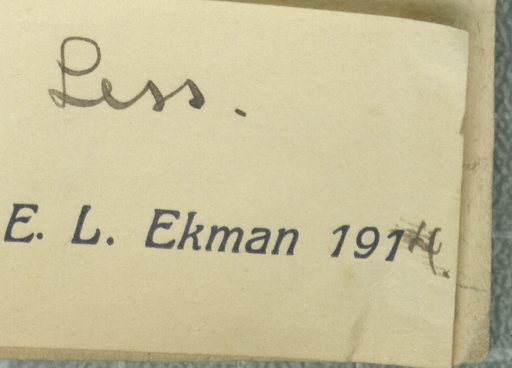 Less.
E. L. Ekman 1914.